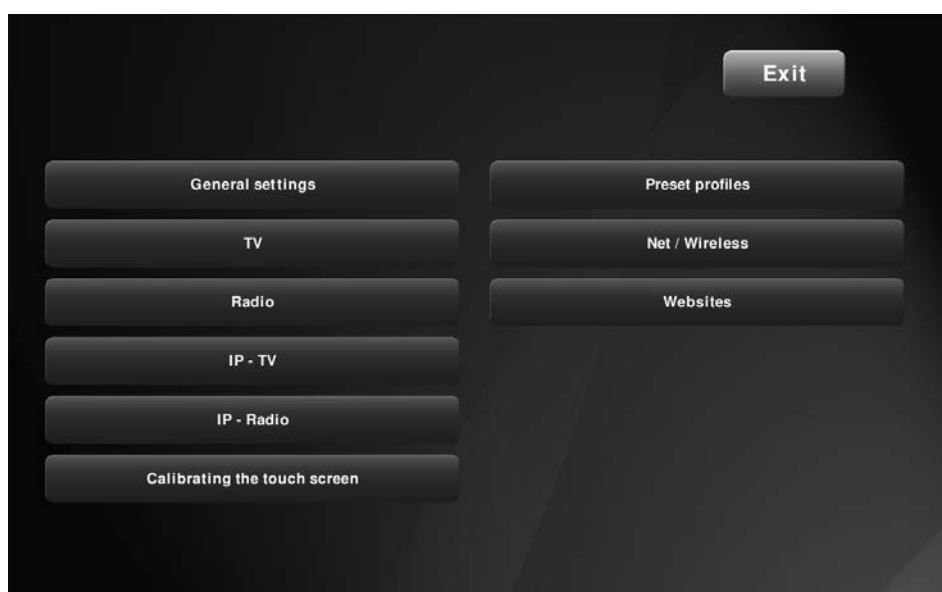 Exit
General settings
Preset profiles
TV
Net / Wireless
Radio
Websites
IP - TV
IP - Radio
Calibrating the touch screen